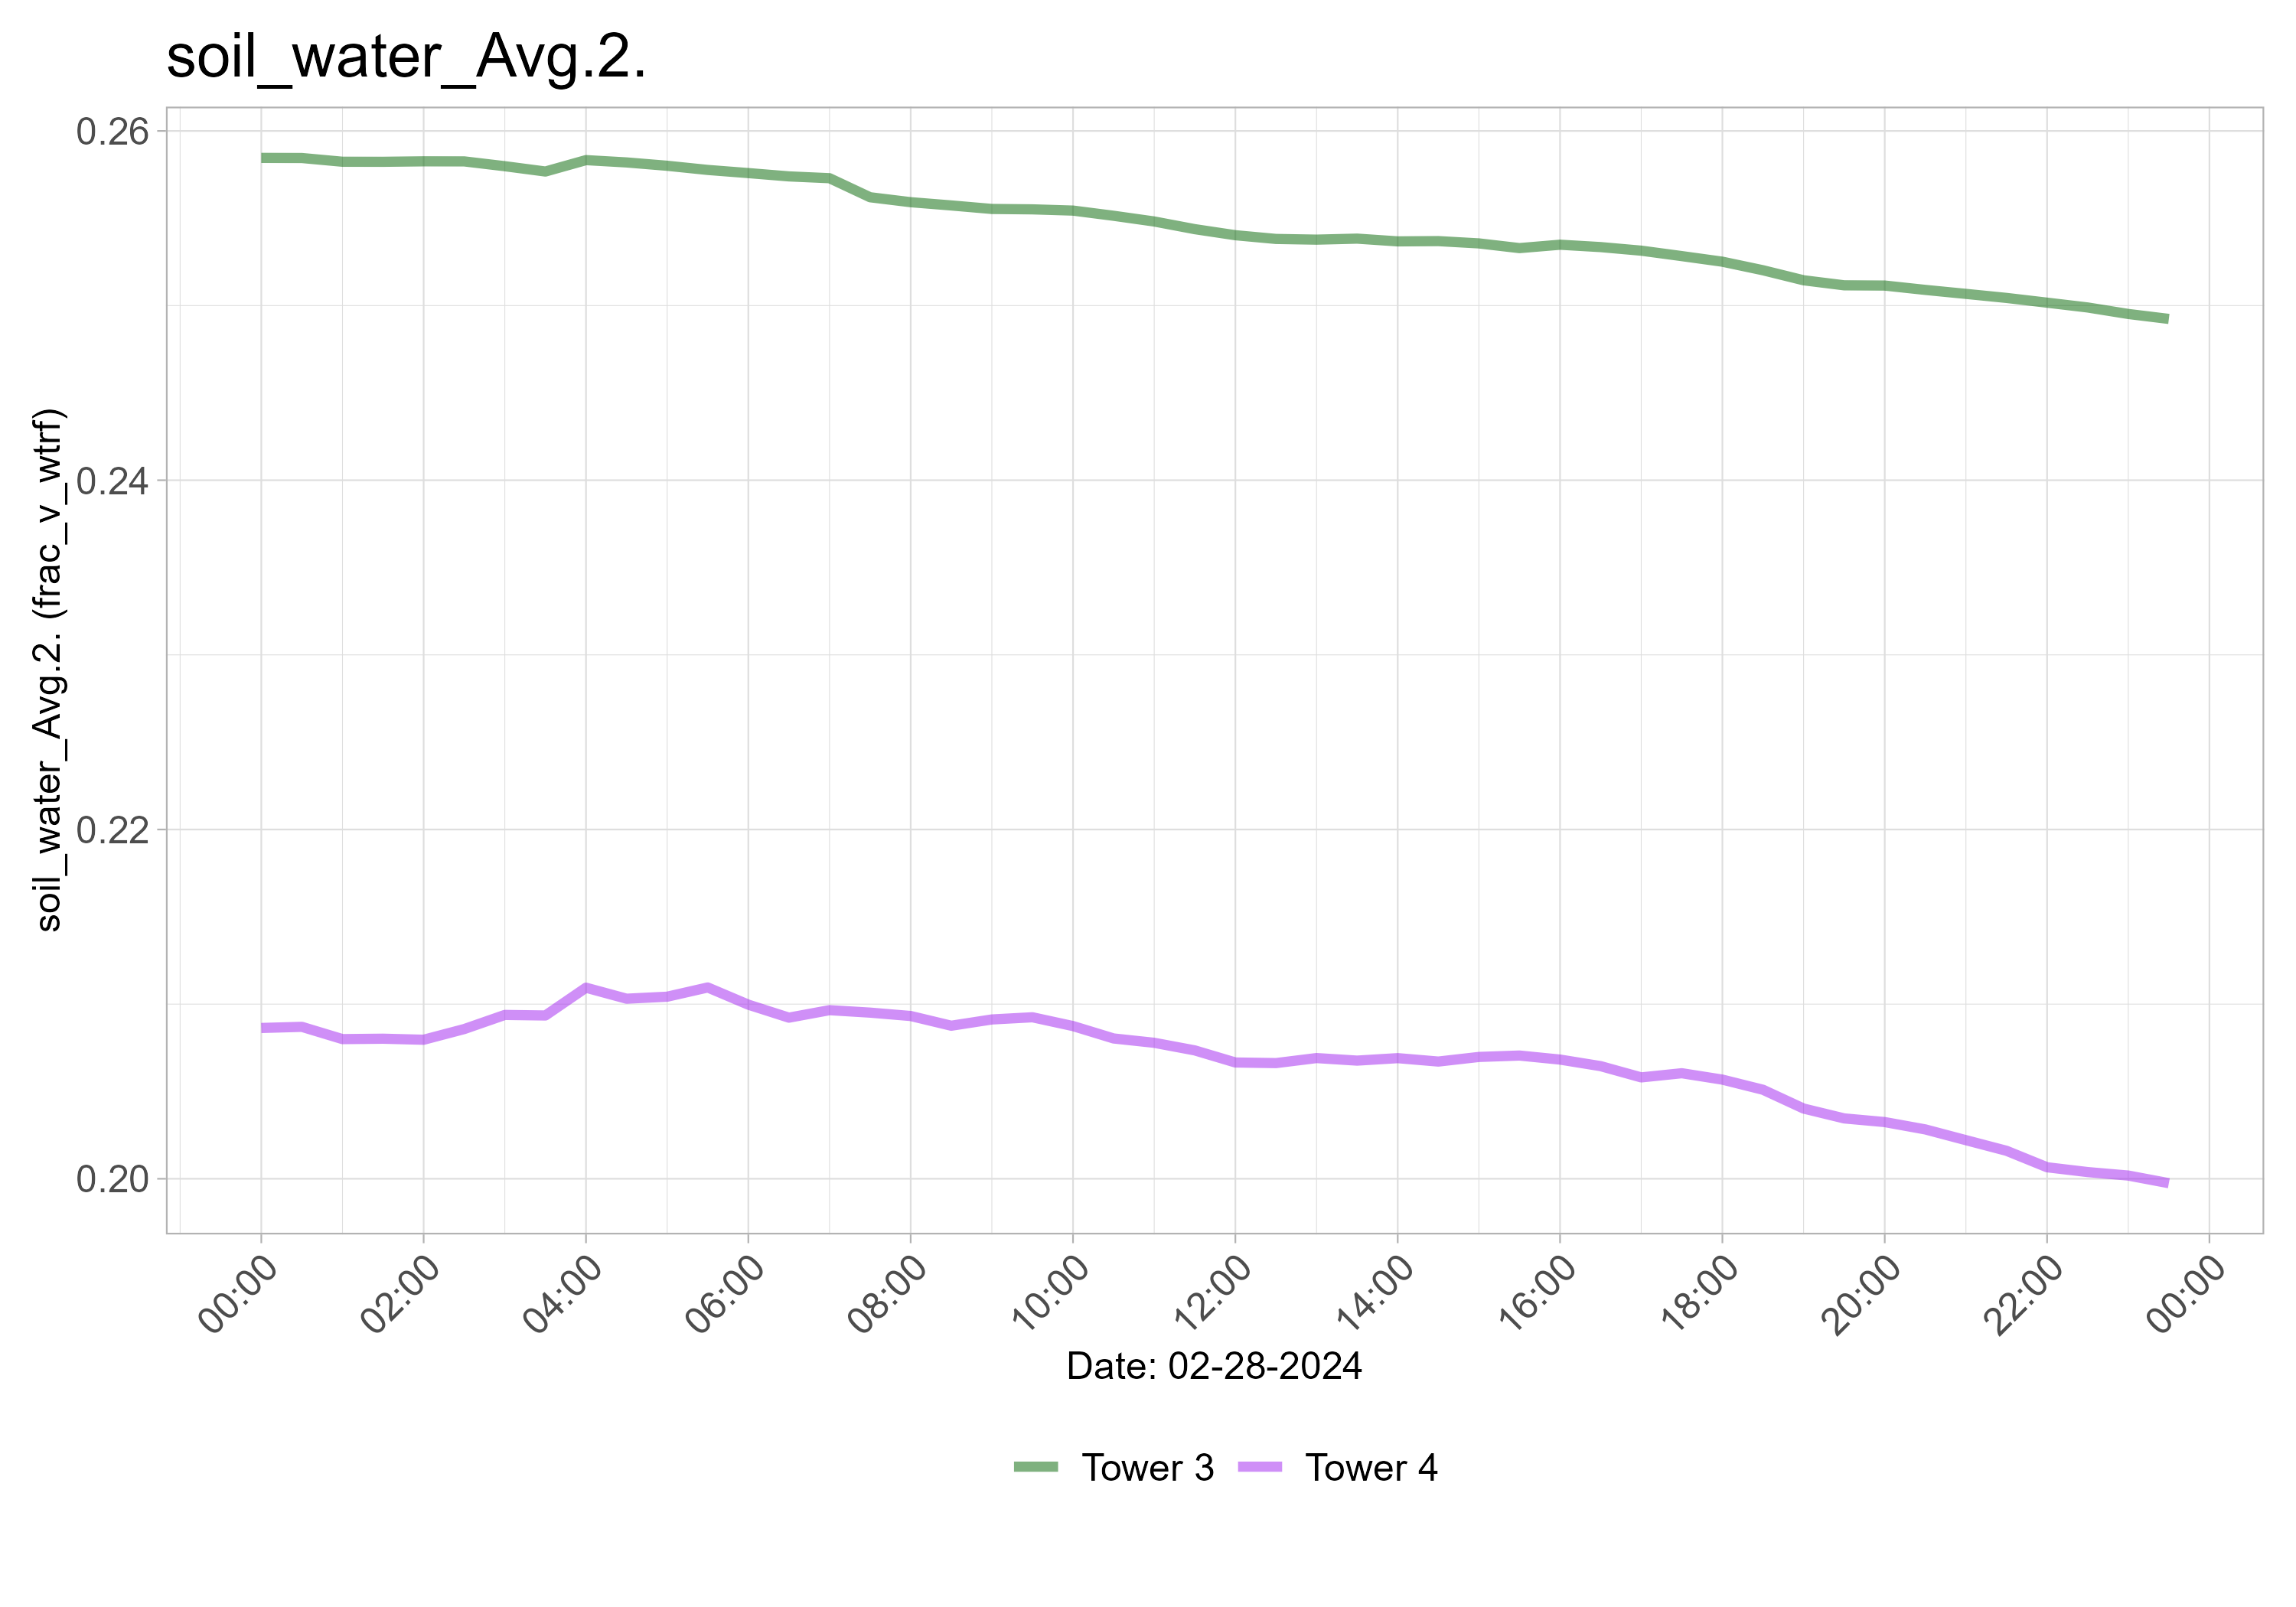 soil_water_Avg.2.
soil_water_Avg.2. (frac_v_wtrf)
0.26
0.24
0.22
0.20
00:00 02:00 04:00 06:00 08:00 10:00 12:00 14:00 16:00 18:00 20:00 22:00 00:00
Date: 02-28-2024
Tower 3 Tower 4